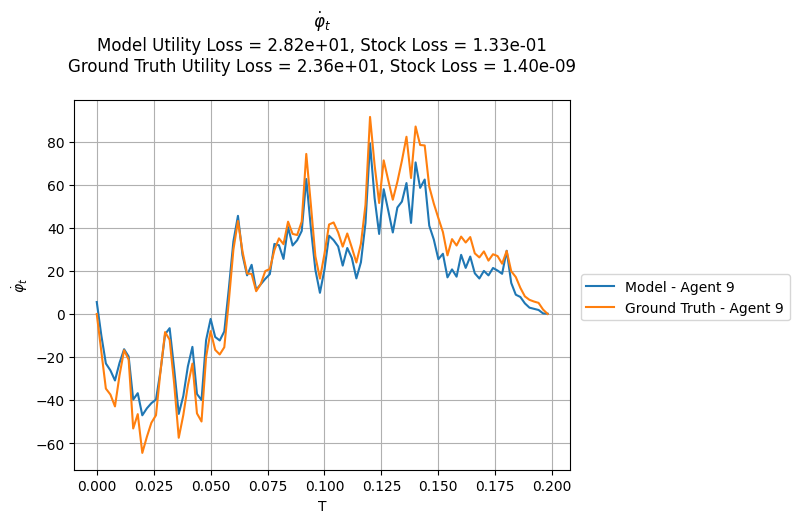 φ̇ₜ
Model Utility Loss = 2.82e+01, Stock Loss = 1.33e-01
Ground Truth Utility Loss = 2.36e+01, Stock Loss = 1.40e-09
80
60
40
20
0
−20
−40
−60
φ̇ₜ
0.000 0.025 0.050 0.075 0.100 0.125 0.150 0.175 0.200
T
Model - Agent 9
Ground Truth - Agent 9